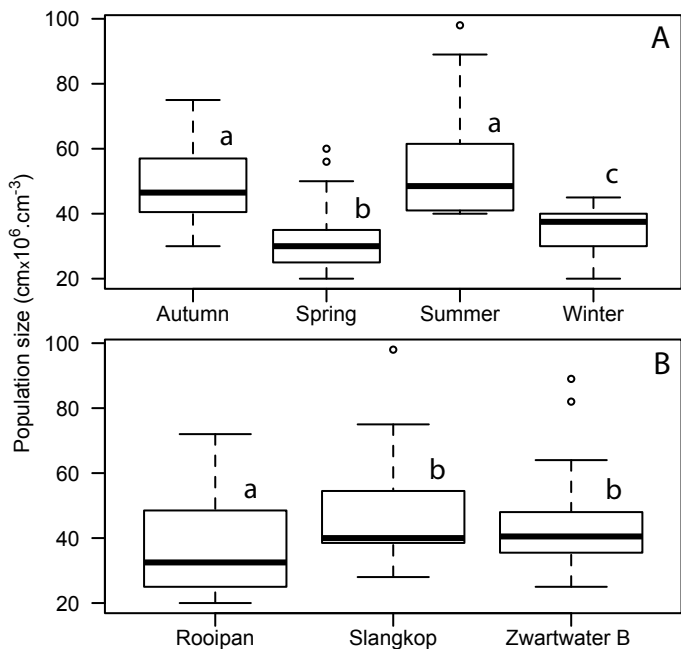 Population size (cmx10⁶.cm⁻³)
A
100
80
60
40
20
a
b
a
c
Autumn Spring Summer Winter
B
100
80
60
40
20
a
b
b
Rooipan Slangkop Zwartwater B